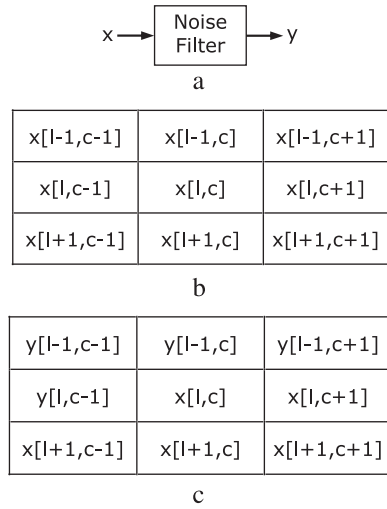 x Noise Filter y
a
x[l-1,c-1] x[l-1,c] x[l-1,c+1]
x[l,c-1] x[l,c] x[l,c+1]
x[l+1,c-1] x[l+1,c] x[l+1,c+1]
b
y[l-1,c-1] y[l-1,c] y[l-1,c+1]
y[l,c-1] x[l,c] x[l,c+1]
x[l+1,c-1] x[l+1,c] x[l+1,c+1]
c